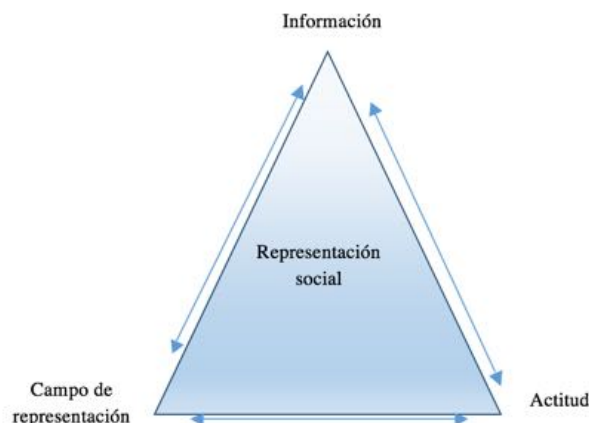 Información
Representación
social
Campo de
representación
Actitud